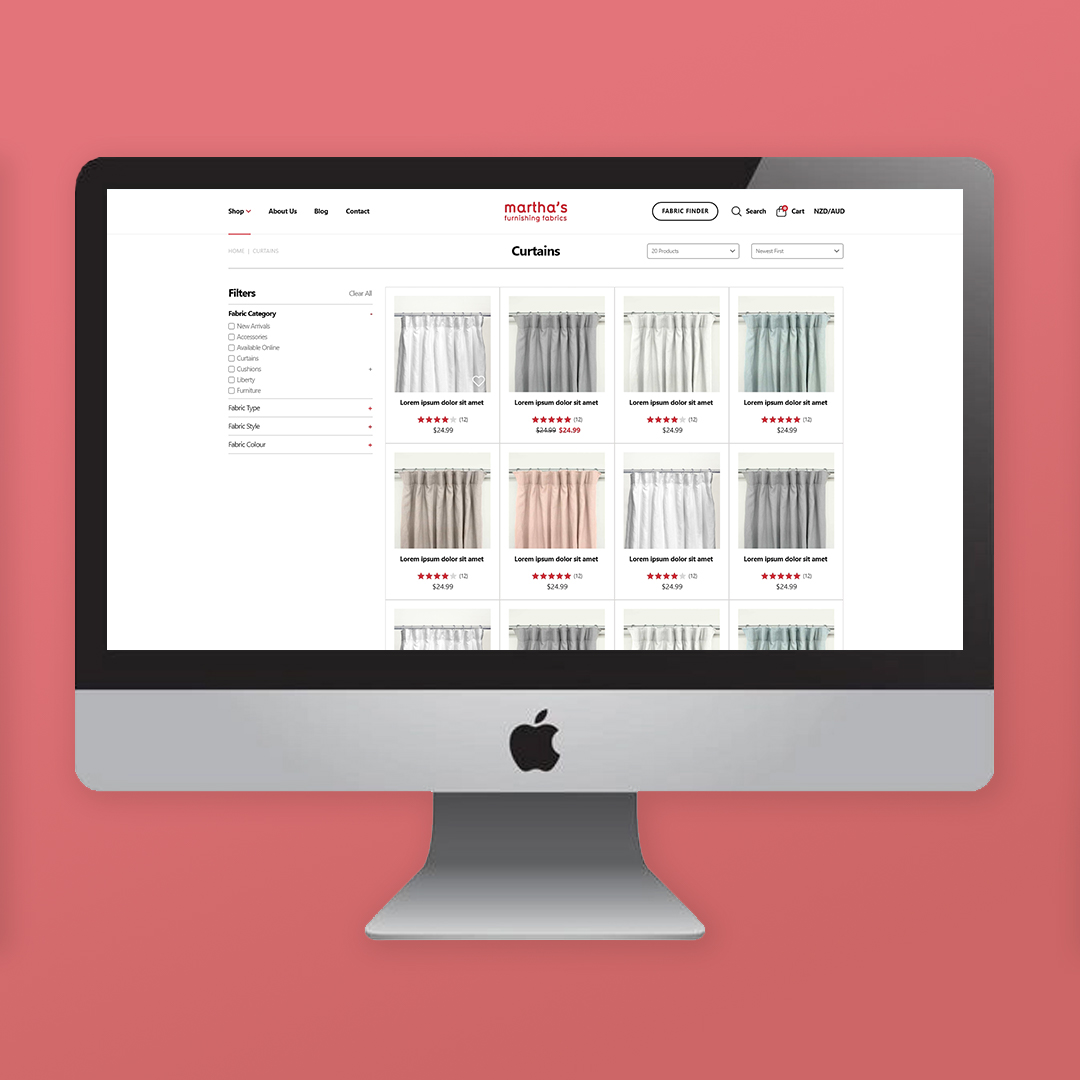 Shop
About Us
Blog
Contact
martha's
furnishing fabrics
FABRIC FINDER
Search
Cart
NZD/AUD
HOME | CURTAINS
Curtains
20 Products
Newest First
Filters
Clear All
Fabric Category
-
New Arrivals
Accessories
Available Online
Curtains
Cushions
+
Liberty
Furniture
Fabric Type
+
Fabric Style
+
Fabric Colour
+
Lorem ipsum dolor sit amet
(12)
$24.99
Lorem ipsum dolor sit amet
(12)
$24.99 $24.99
Lorem ipsum dolor sit amet
(12)
$24.99
Lorem ipsum dolor sit amet
(12)
$24.99
Lorem ipsum dolor sit amet
(12)
$24.99
Lorem ipsum dolor sit amet
(12)
$24.99
Lorem ipsum dolor sit amet
(12)
$24.99
Lorem ipsum dolor sit amet
(12)
$24.99